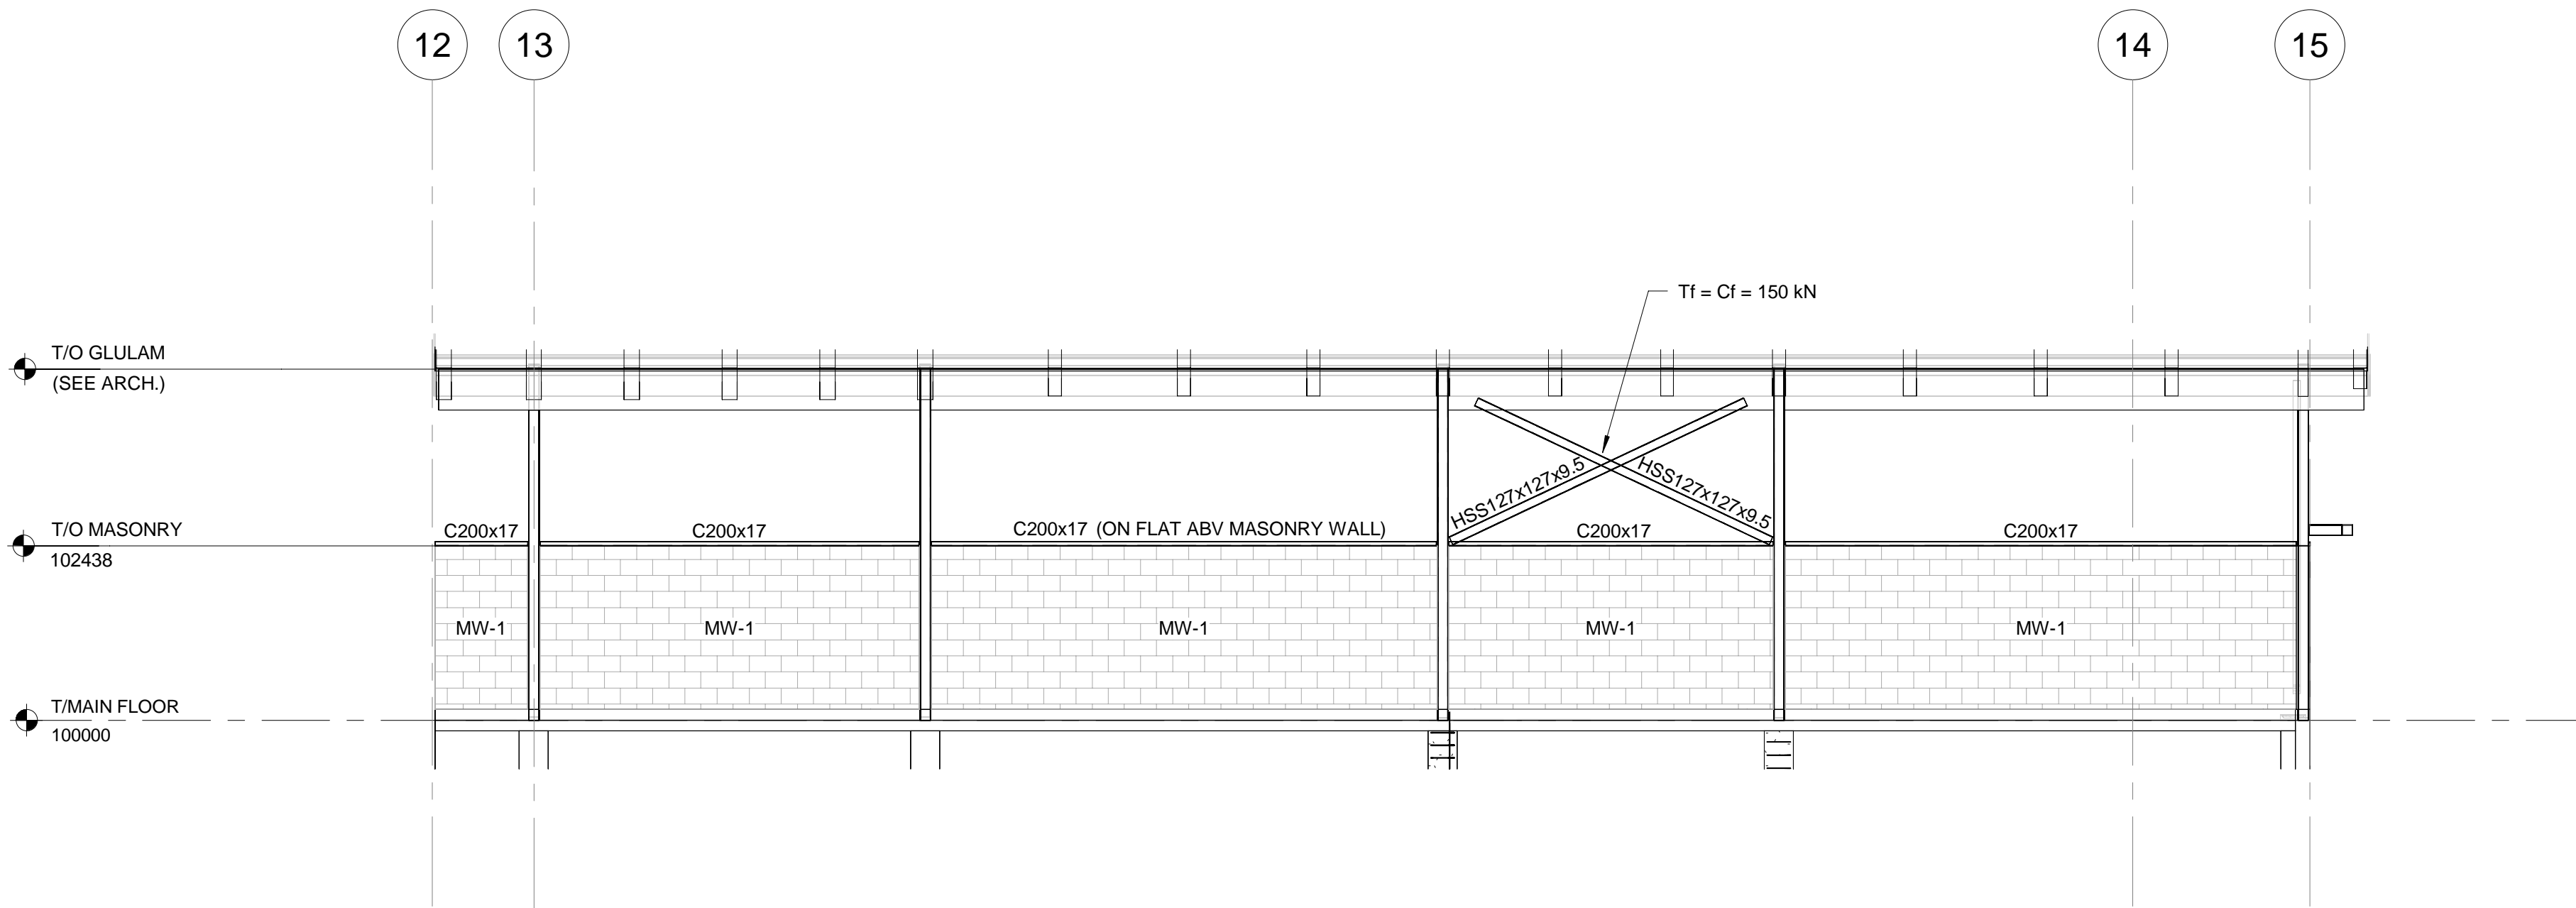 12
13
14
15
Tf = Cf = 150 kN
T/O GLULAM
(SEE ARCH.)
HSS127x127x9.5
HSS127x127x9.5
T/O MASONRY
102438
C200x17
C200x17
C200x17 (ON FLAT ABV MASONRY WALL)
C200x17
C200x17
MW-1
MW-1
MW-1
MW-1
MW-1
T/MAIN FLOOR
100000